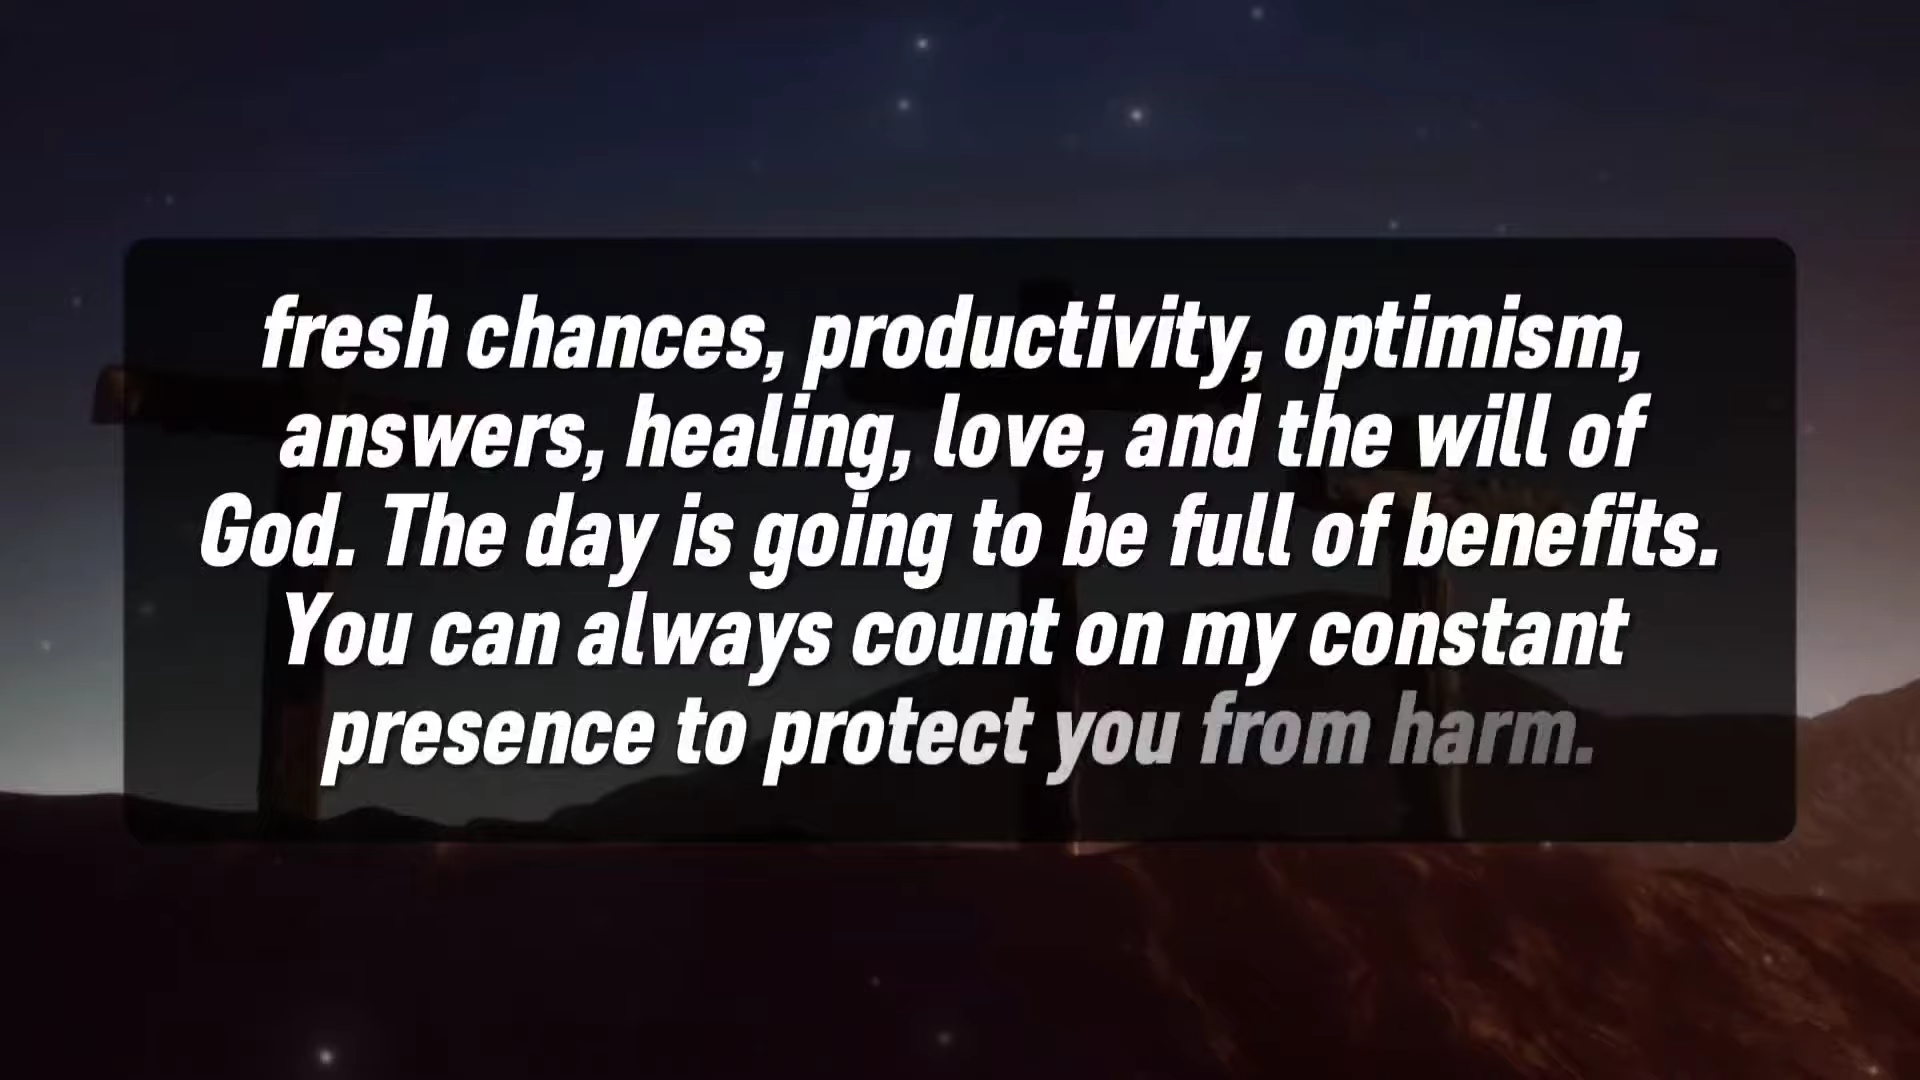 fresh chances, productivity, optimism,
answers, healing, love, and the will of
God. The day is going to be full of benefits.
You can always count on my constant
presence to protect you from harm.